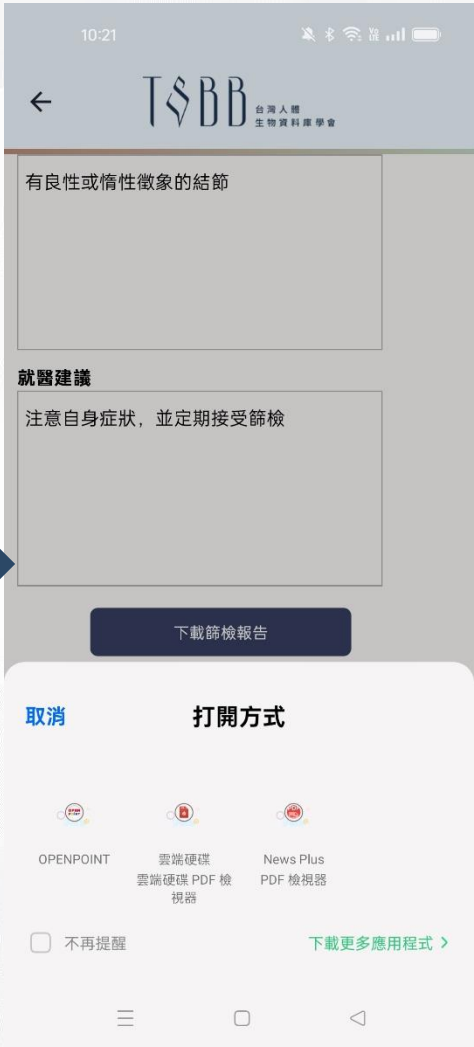 10:21
TSBB 台灣人體
生物資料庫學會
有良性或惰性徵象的結節
就醫建議
注意自身症狀，並定期接受篩檢
下載篩檢報告
取消 打開方式
OPENPOINT
雲端硬碟
雲端硬碟 PDF 檢
視器
News Plus
PDF 檢視器
不再提醒 下載更多應用程式